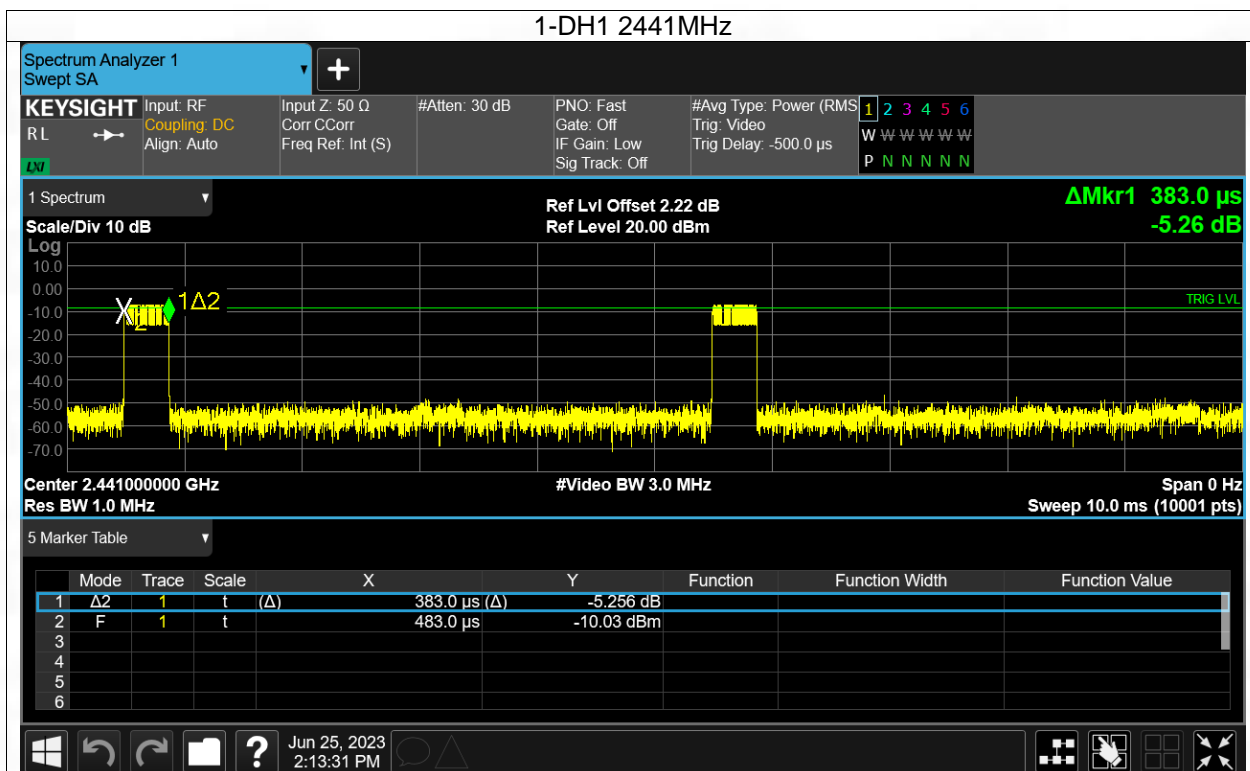 1-DH1 2441MHz
Spectrum Analyzer 1
Swept SA
KEYSIGHT Input: RF Input Z: 50 Ω #Atten: 30 dB PNO: Fast #Avg Type: Power (RMS 1 2 3 4 5 6
R L Coupling: DC Corr CCorr Gate: Off Trig: Video W W W W W W
Align: Auto Freq Ref: Int (S) IF Gain: Low Trig Delay: -500.0 µs
LXI Sig Track: Off P N N N N N
1 Spectrum Ref Lvl Offset 2.22 dB ΔMkr1 383.0 µs
Scale/Div 10 dB Ref Level 20.00 dBm -5.26 dB
Log
10.0
0.00
X 2 1Δ2 TRIG LVL
-10.0
-20.0
-30.0
-40.0
-50.0
-60.0
-70.0
Center 2.441000000 GHz #Video BW 3.0 MHz Span 0 Hz
Res BW 1.0 MHz Sweep 10.0 ms (10001 pts)
5 Marker Table
Mode Trace Scale X Y Function Function Width Function Value
1 Δ2 1 t (Δ) 383.0 µs (Δ) -5.256 dB
2 F 1 t 483.0 µs -10.03 dBm
3
4
5
6
? Jun 25, 2023
2:13:31 PM